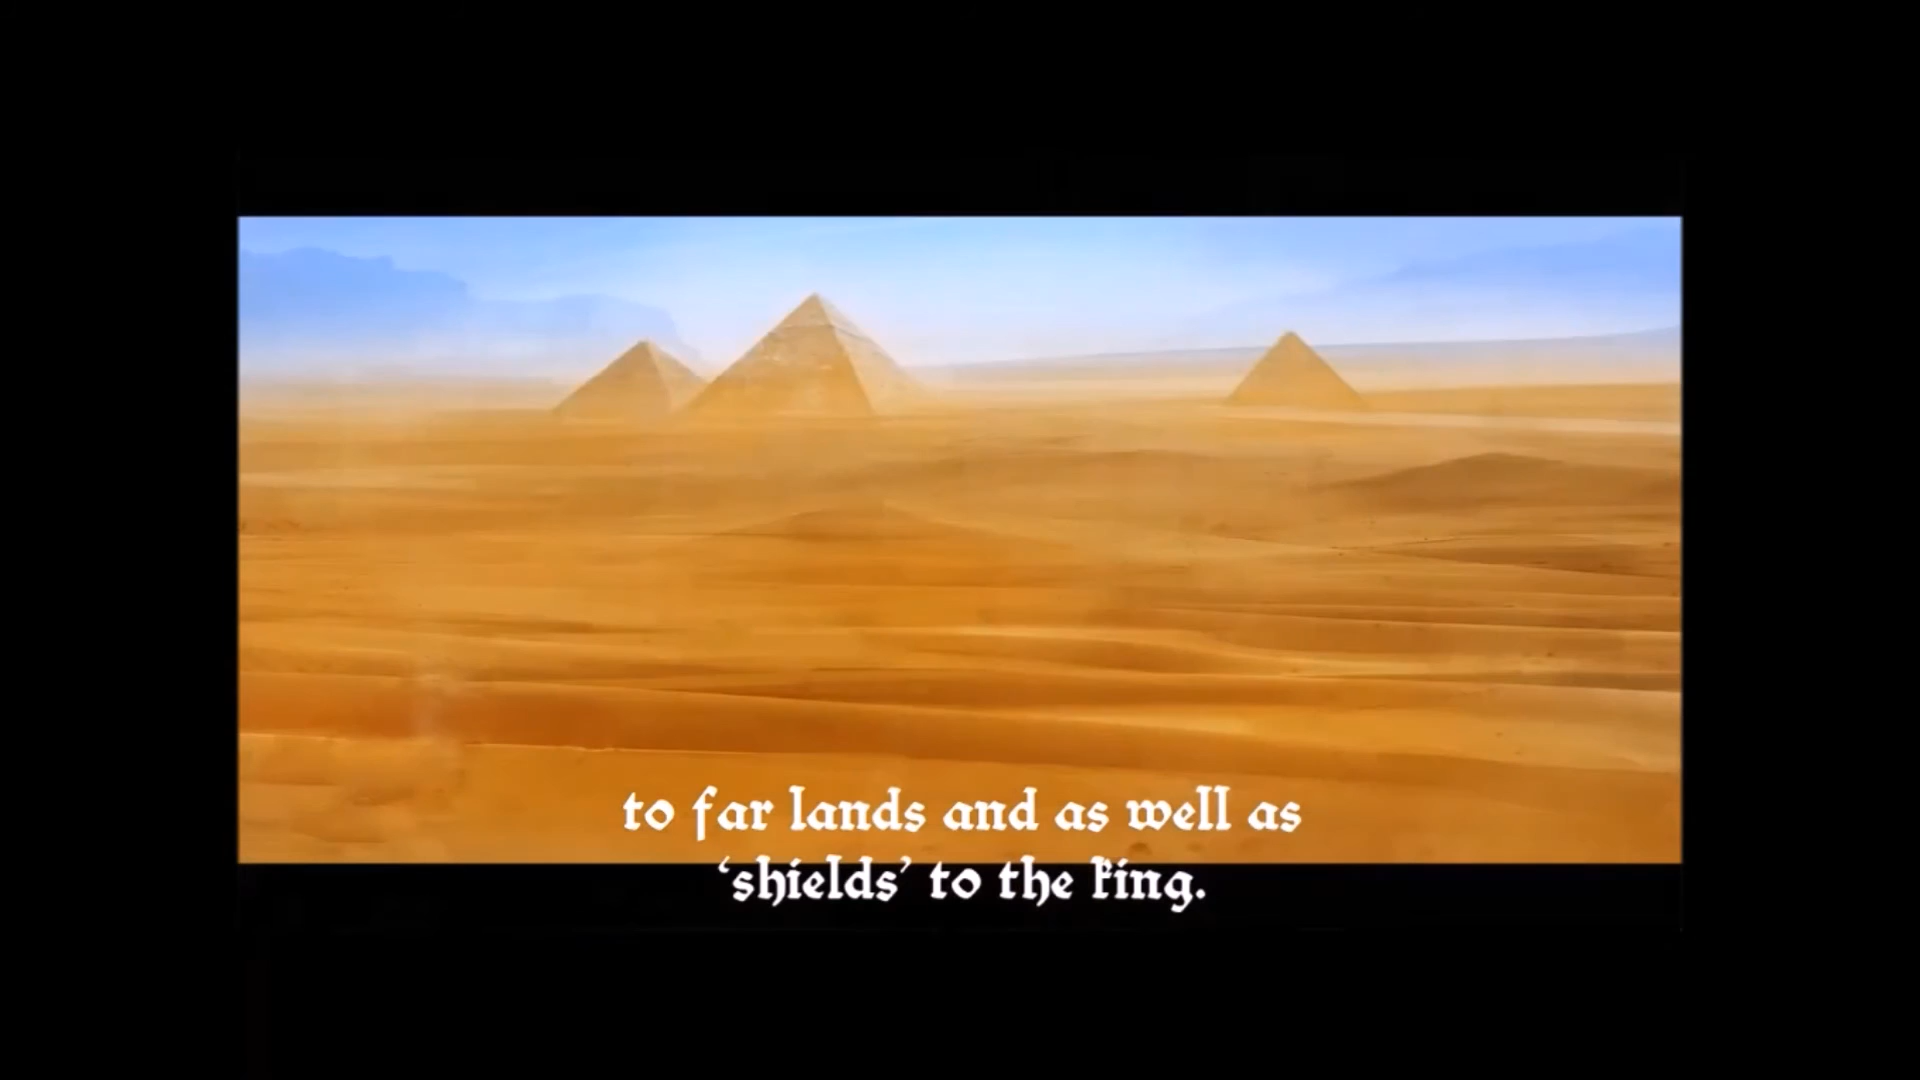 to far lands and as well as
‘shields’ to the king.